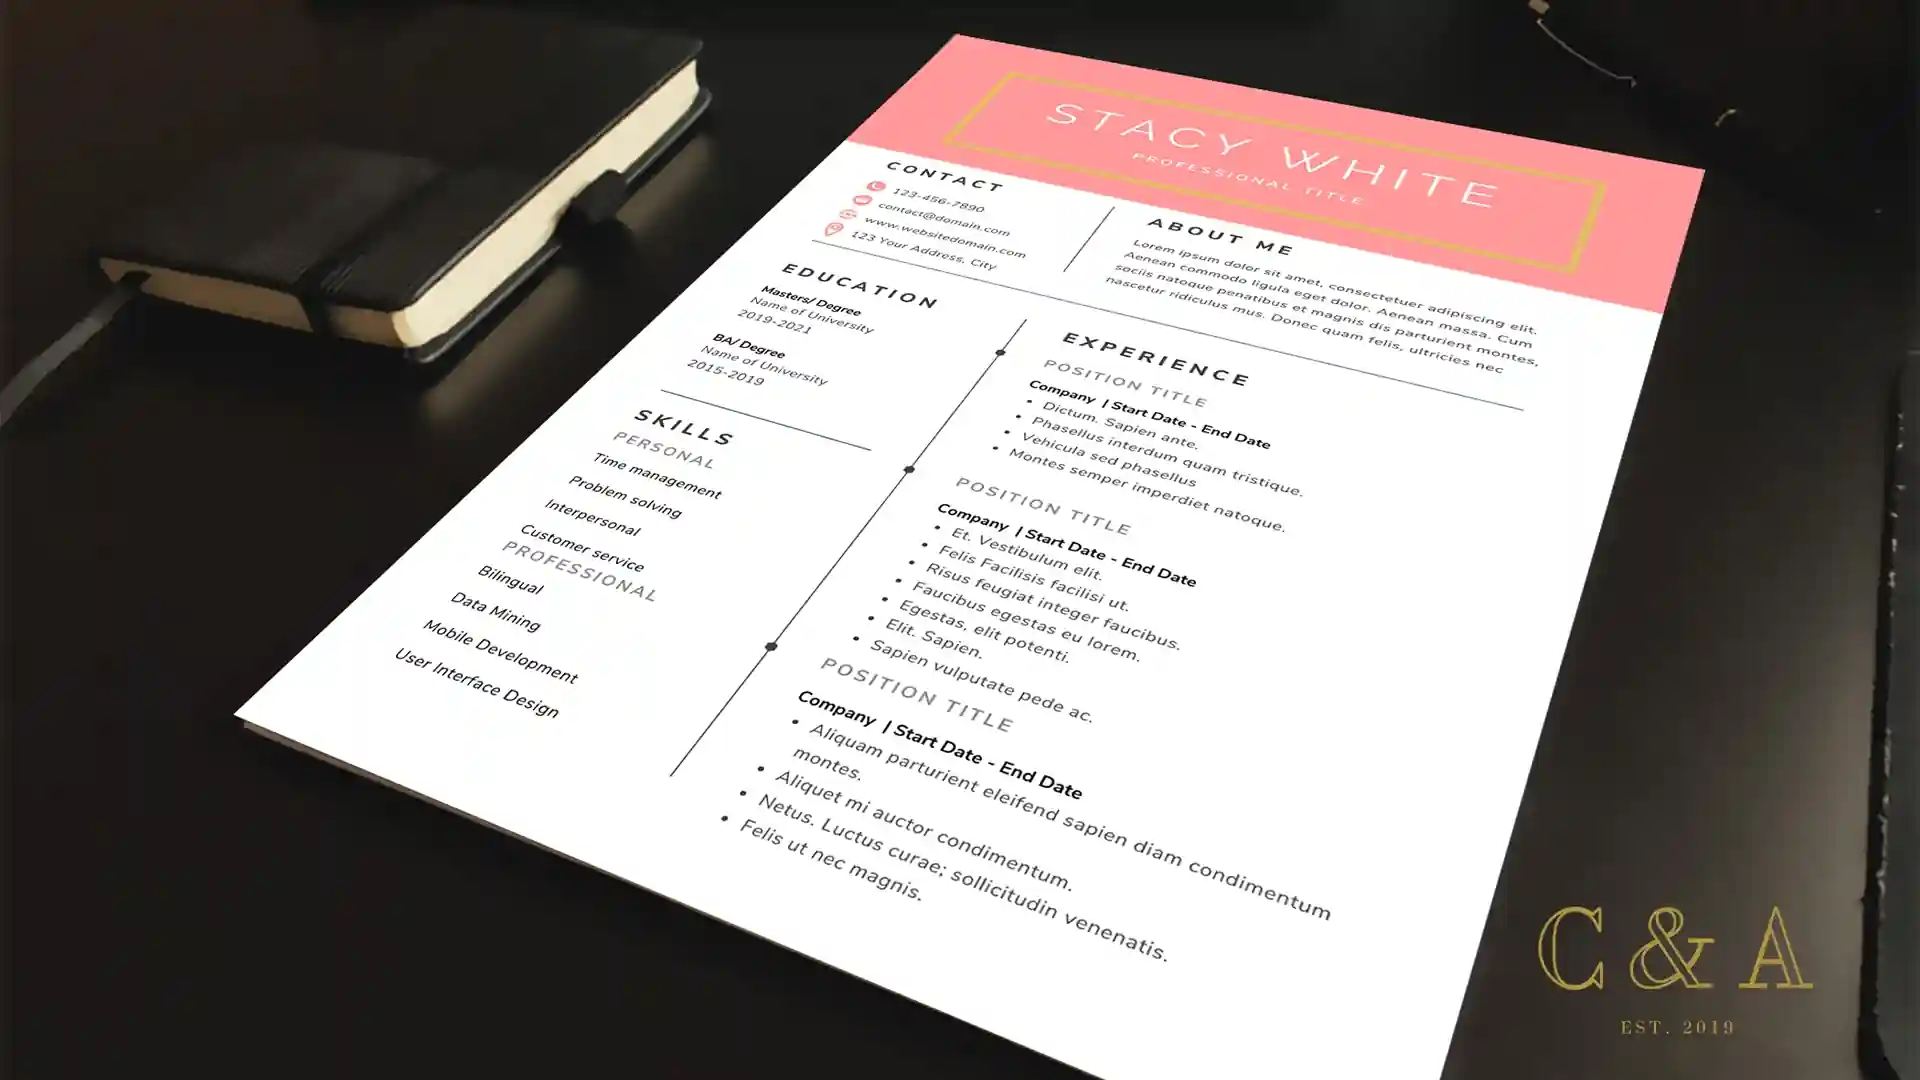 STACY WHITE
PROFESSIONAL TITLE
CONTACT
123-456-7890
contact@domain.com
www.websitedomain.com
123 Your Address, City
ABOUT ME
Lorem ipsum dolor sit amet, consectetuer adipiscing elit.
Aenean commodo ligula eget dolor. Aenean massa. Cum
sociis natoque penatibus et magnis dis parturient montes,
nascetur ridiculus mus. Donec quam felis, ultricies nec
EDUCATION
Masters/ Degree
Name of University
2019-2021
BA/ Degree
Name of University
2015-2019
SKILLS
PERSONAL
Time management
Problem solving
Interpersonal
Customer service
PROFESSIONAL
Bilingual
Data Mining
Mobile Development
User Interface Design
EXPERIENCE
POSITION TITLE
Company | Start Date - End Date
• Dictum. Sapien ante.
• Phasellus interdum quam tristique.
• Vehicula sed phasellus
• Montes semper imperdiet natoque.
POSITION TITLE
Company | Start Date - End Date
• Et. Vestibulum elit.
• Felis Facilisis facilisi ut.
• Risus feugiat integer faucibus.
• Faucibus egestas eu lorem.
• Egestas, elit potenti.
• Elit. Sapien.
• Sapien vulputate pede ac.
POSITION TITLE
Company | Start Date - End Date
• Aliquam parturient eleifend sapien diam condimentum
montes.
• Aliquet mi auctor condimentum.
• Netus. Luctus curae; sollicitudin venenatis.
• Felis ut nec magnis.
C & A
EST. 2019